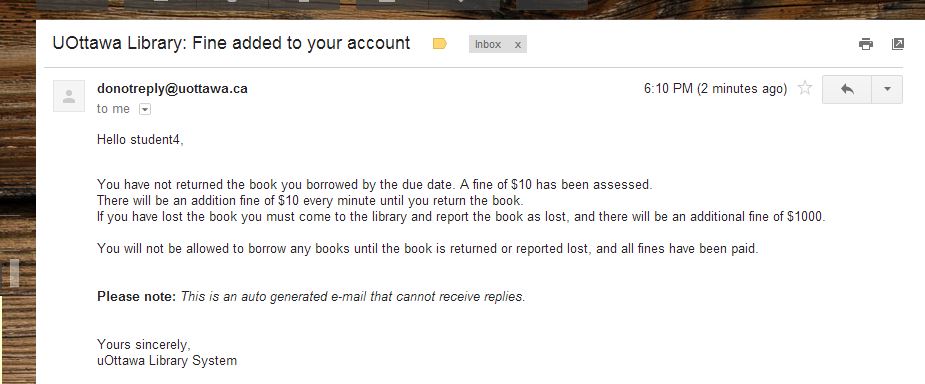 UOttawa Library: Fine added to your account
Inbox x
donotreply@uottawa.ca
6:10 PM (2 minutes ago)
to me
Hello student4,
You have not returned the book you borrowed by the due date. A fine of $10 has been assessed.
There will be an addition fine of $10 every minute until you return the book.
If you have lost the book you must come to the library and report the book as lost, and there will be an additional fine of $1000.
You will not be allowed to borrow any books until the book is returned or reported lost, and all fines have been paid.
Please note: This is an auto generated e-mail that cannot receive replies.
Yours sincerely,
uOttawa Library System